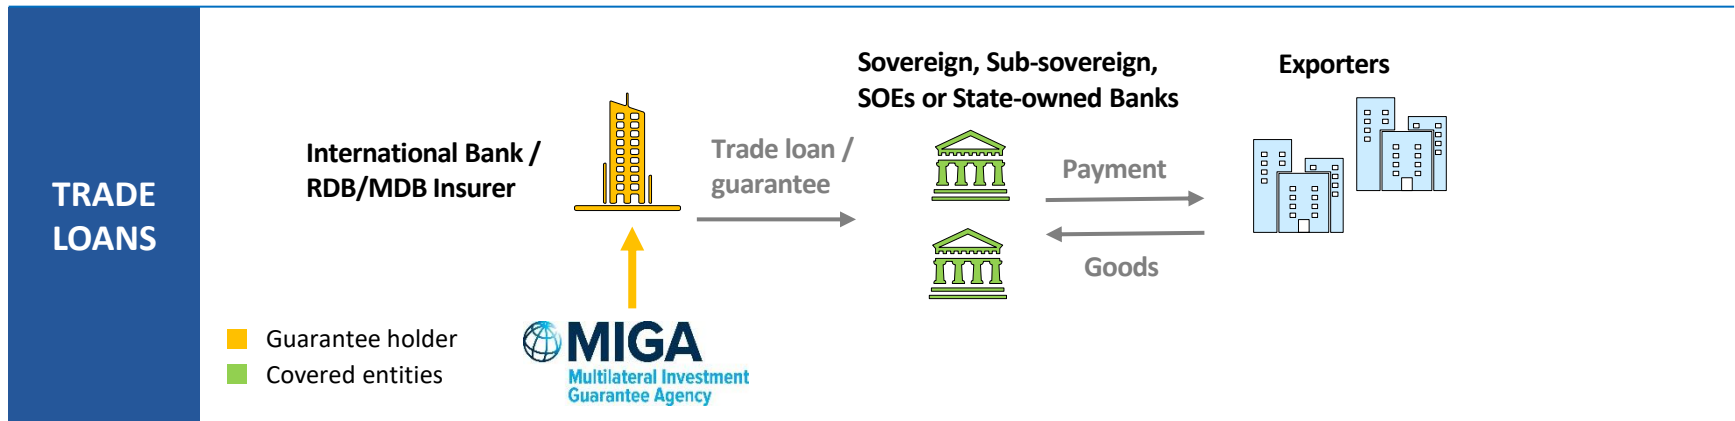 TRADE
LOANS
International Bank /
RDB/MDB Insurer
Trade loan /
guarantee
Sovereign, Sub-sovereign,
SOEs or State-owned Banks
Payment
Goods
Exporters
Guarantee holder
Covered entities
MIGA
Multilateral Investment
Guarantee Agency